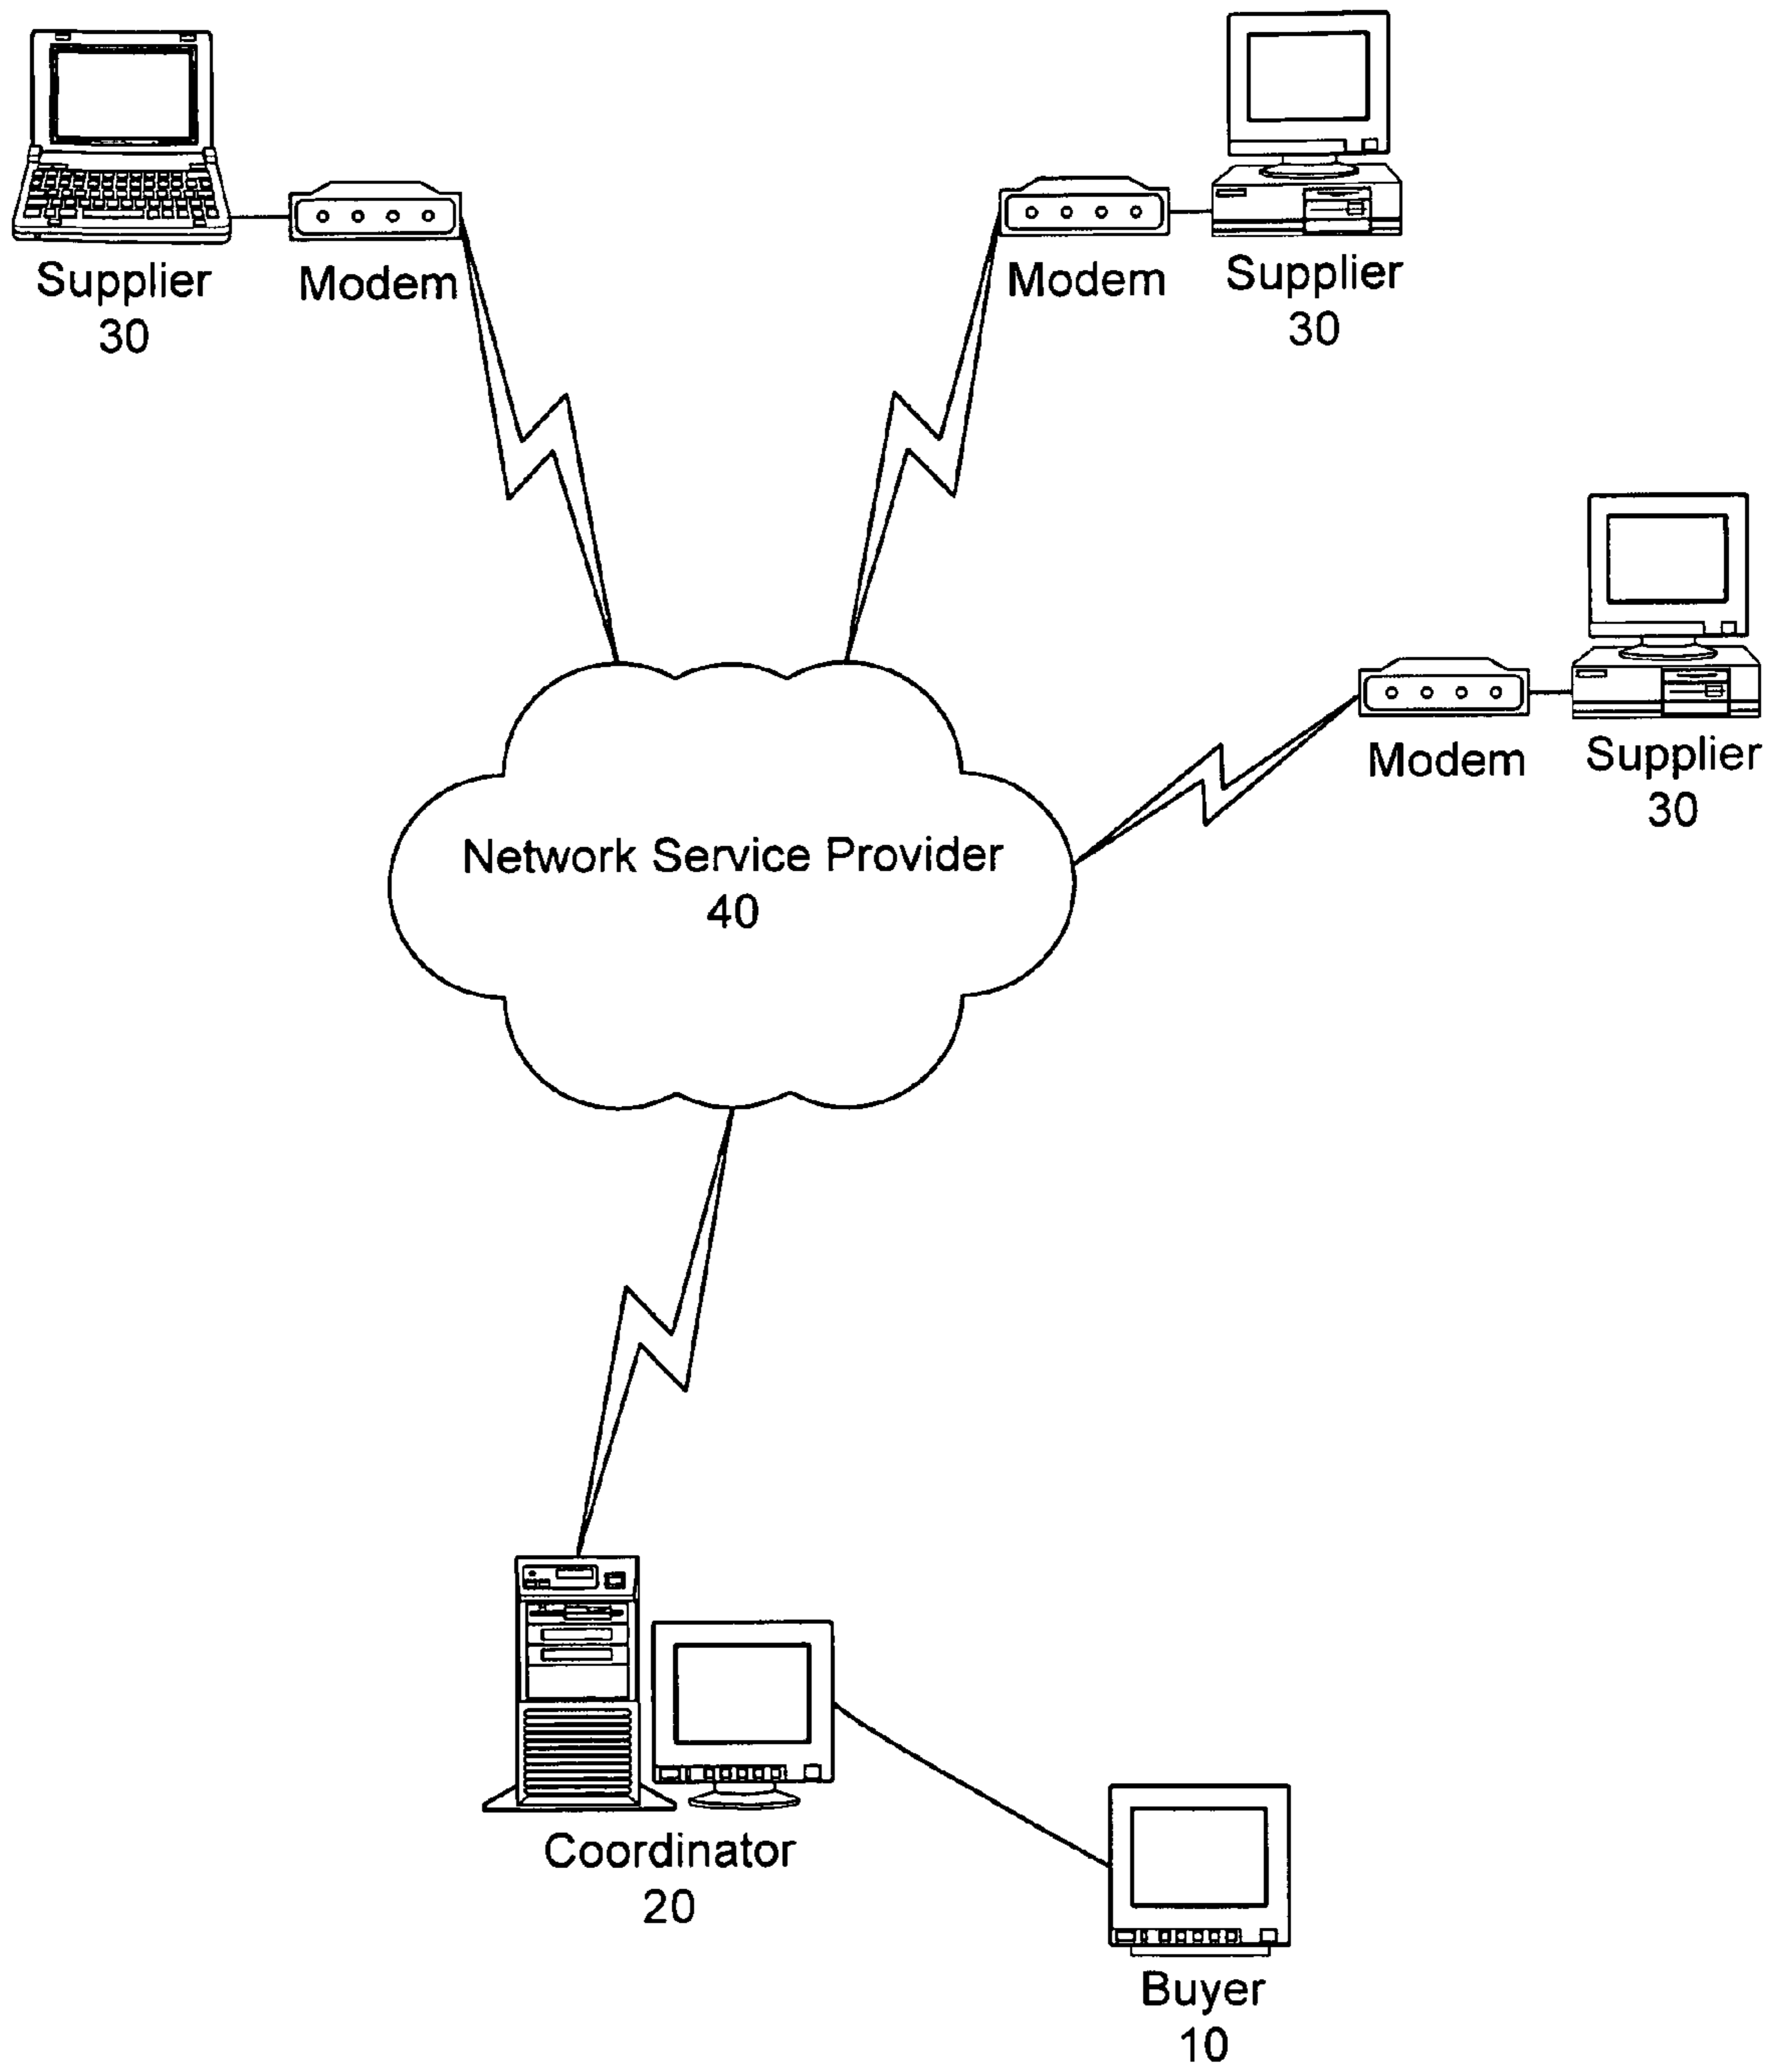 Supplier
30
Modem
Modem
Supplier
30
Modem
Supplier
30
Network Service Provider
40
Coordinator
20
Buyer
10